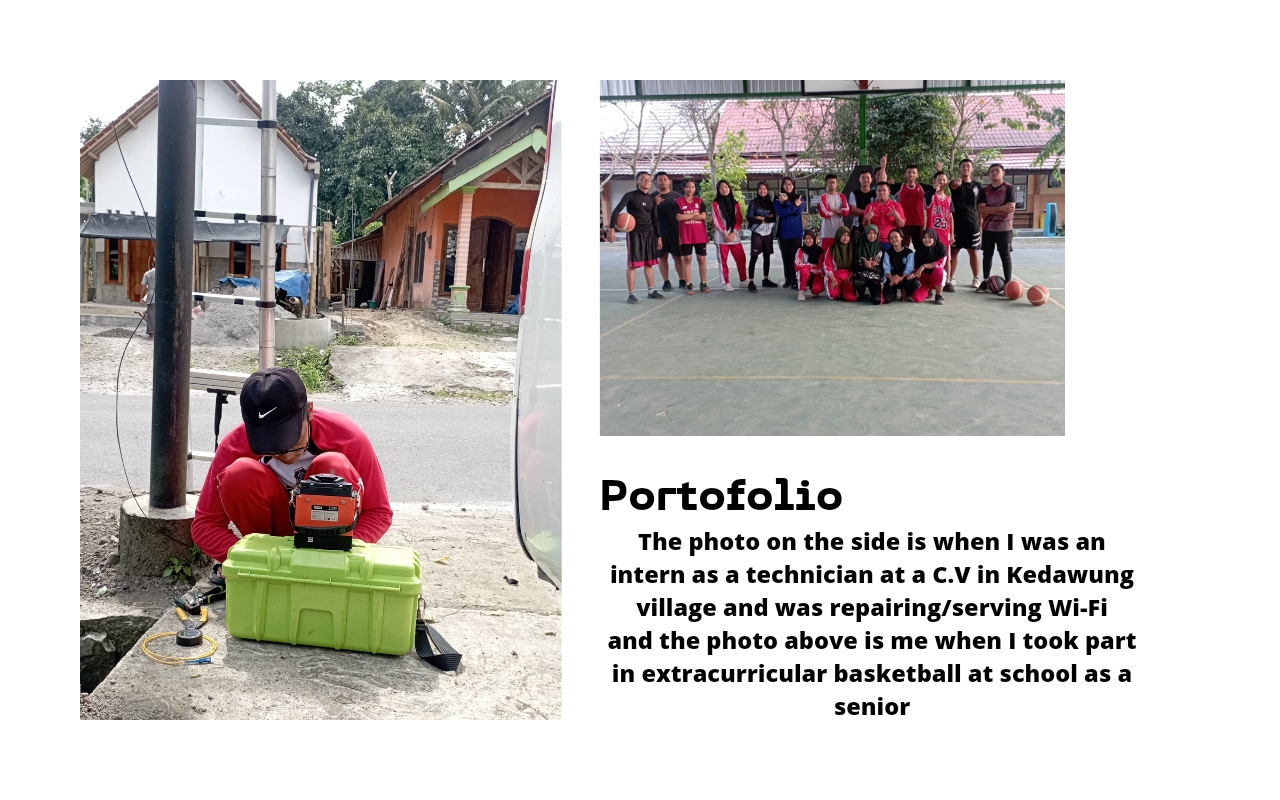 Portofolio
The photo on the side is when I was an
intern as a technician at a C.V in Kedawung
village and was repairing/serving Wi-Fi
and the photo above is me when I took part
in extracurricular basketball at school as a
senior
23